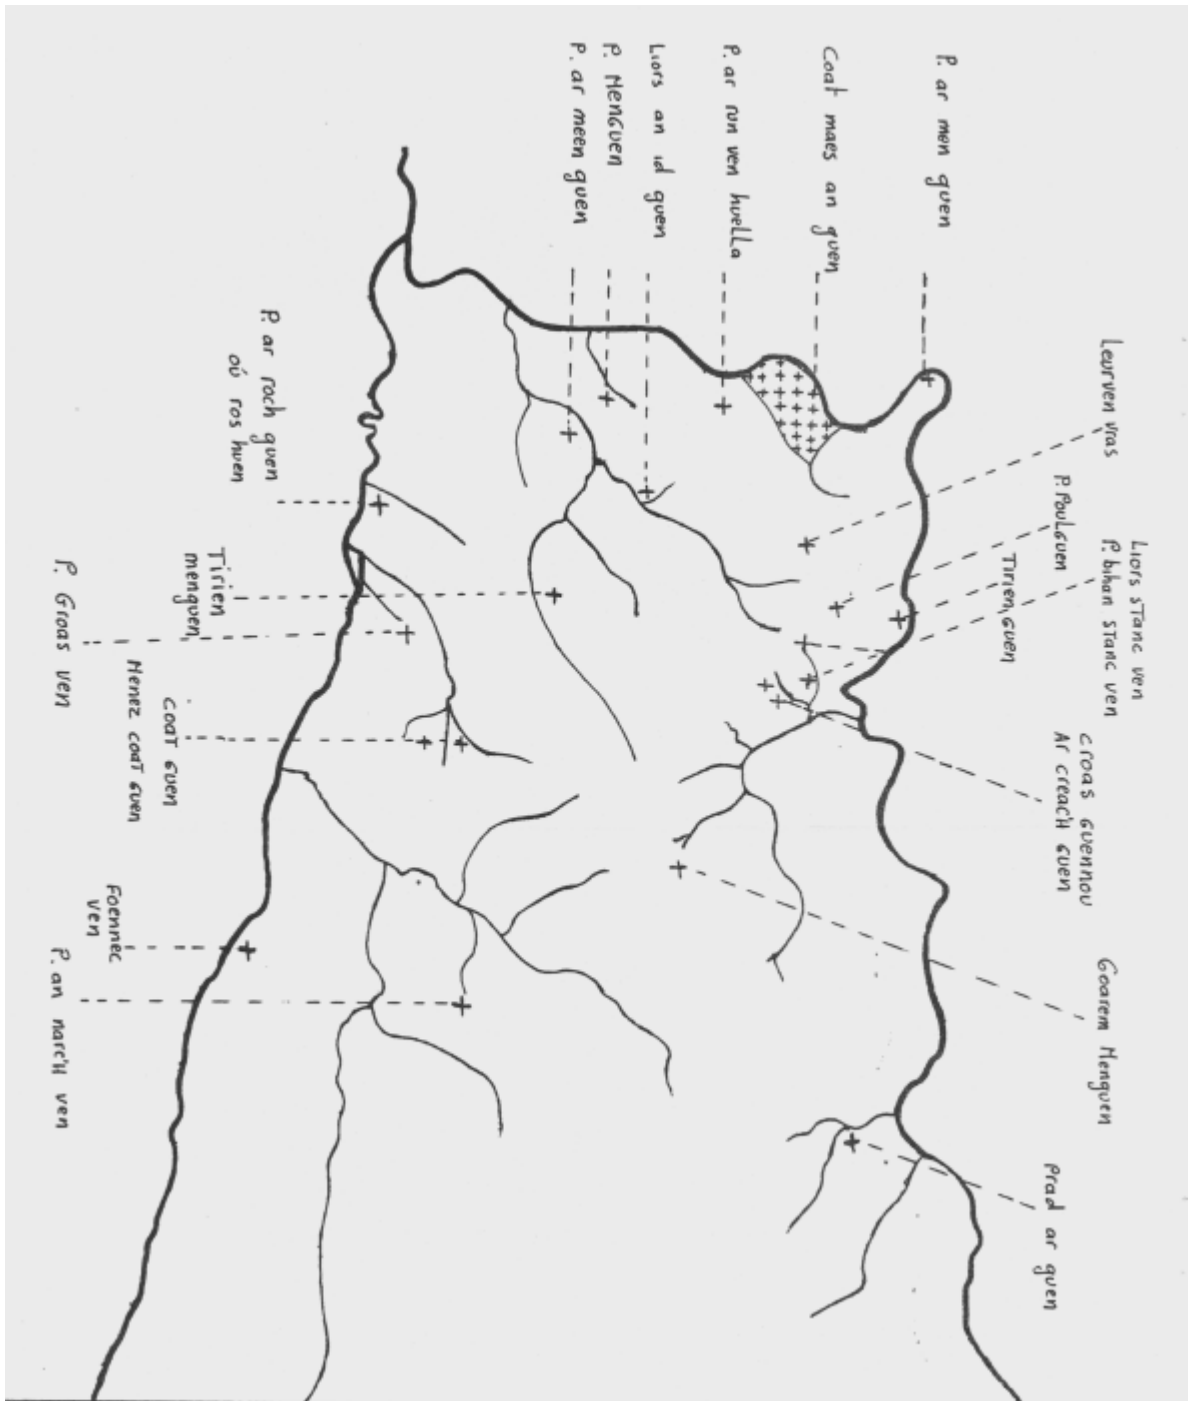 P. ar men guen
Coat maes an guen
P. ar run ven huella
Liors an id guen
P. MENGUEN
P. ar meen guen
Leurven vras
P. Poulguen
Liors STanc ven
P. bihan STanc ven
Tirien guen
Croas Guennou
Ar Creac'h Guen
Goarem Menguen
Prad ar guen
P. ar roch guen
où ros huen
Tirien
menguen
P. Groas ven
Coat Guen
Menez Coat Guen
Foennec
ven
P. an marc'h ven